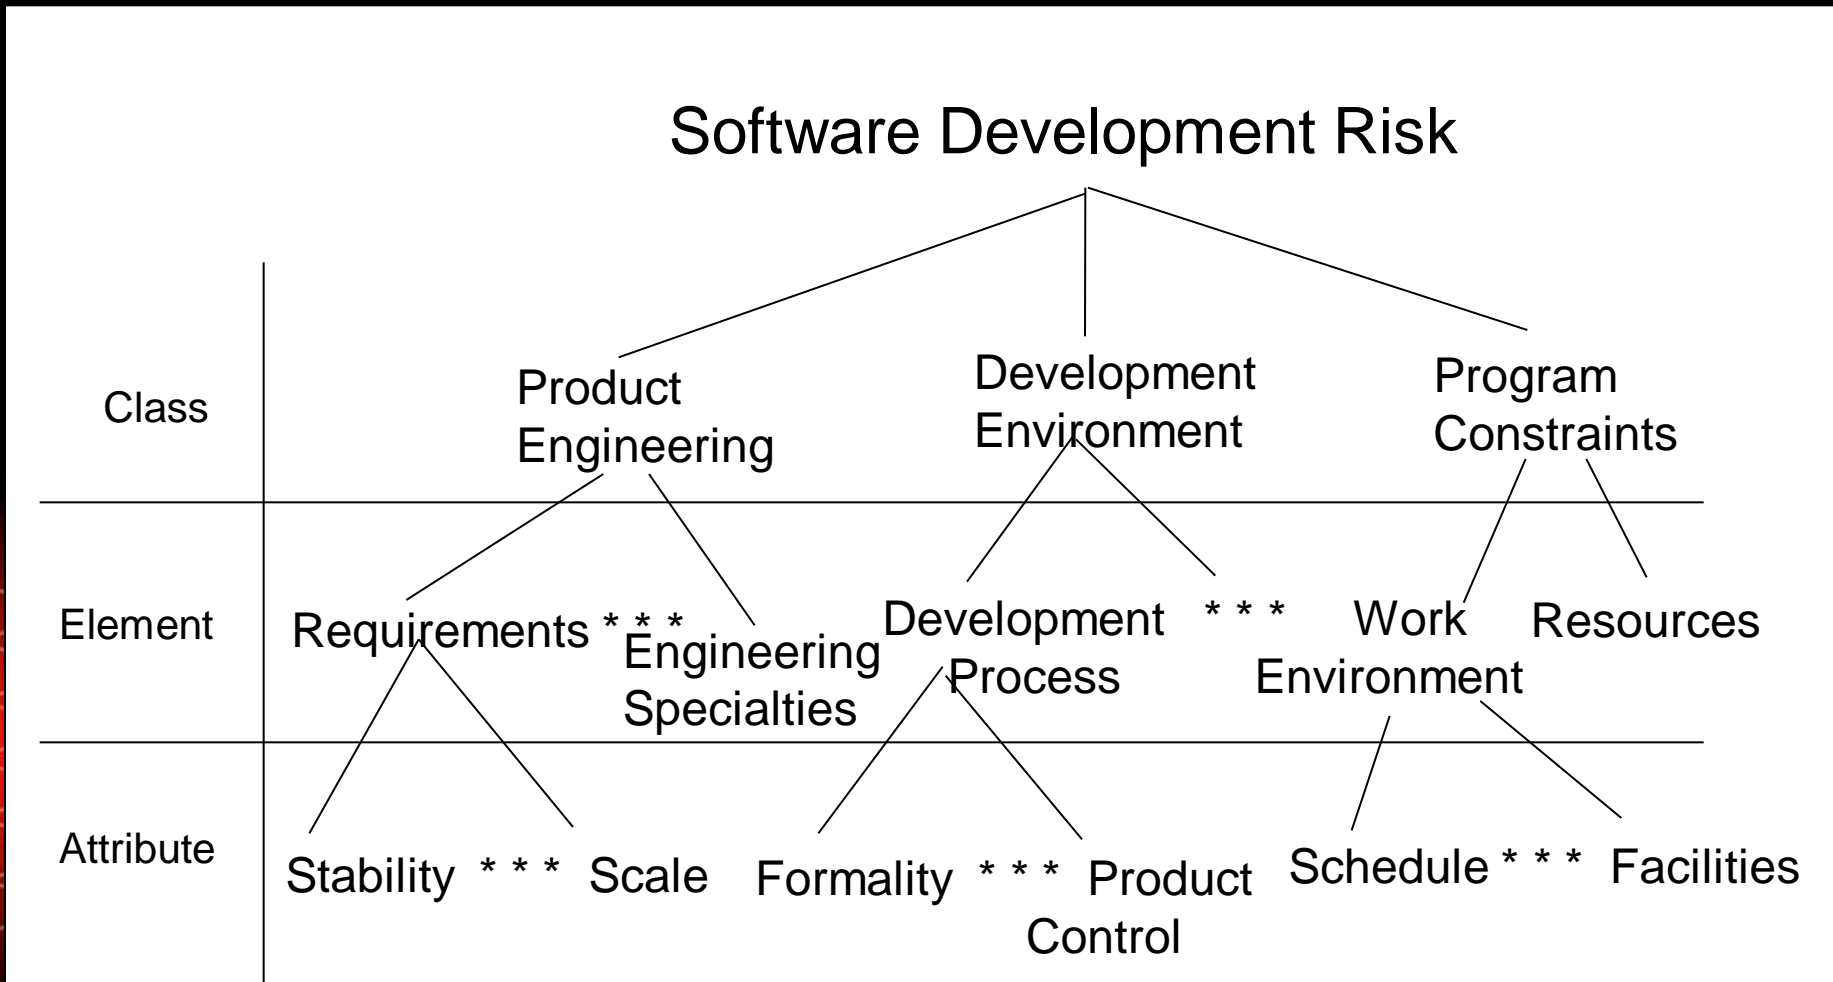 Software Development Risk
Class
Product
Engineering
Development
Environment
Program
Constraints
Element
Requirements * * *
Engineering
Specialties
Development
Process
* * *
Work
Environment
Resources
Attribute
Stability * * * Scale
Formality * * * Product
Control
Schedule * * * Facilities